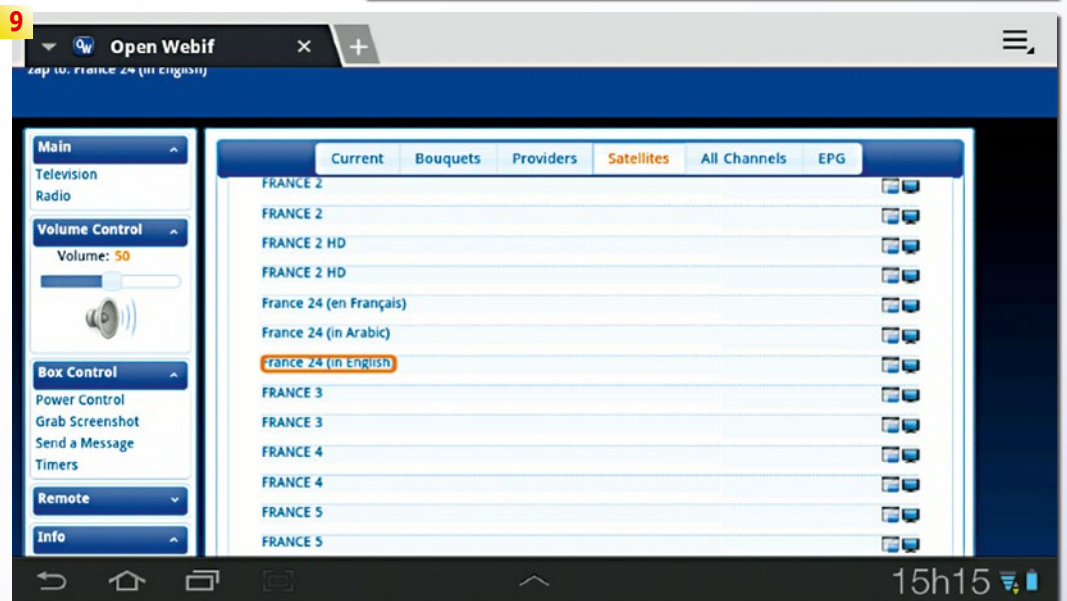 9
OW Open Webif × +
zap to: France 24 (in English)
Main
Television
Radio
Volume Control
Volume: 50
Box Control
Power Control
Grab Screenshot
Send a Message
Timers
Remote
Info
Current Bouquets Providers Satellites All Channels EPG
FRANCE 2
FRANCE 2
FRANCE 2 HD
FRANCE 2 HD
France 24 (en Français)
France 24 (in Arabic)
France 24 (in English)
FRANCE 3
FRANCE 3
FRANCE 4
FRANCE 4
FRANCE 5
FRANCE 5
15h15